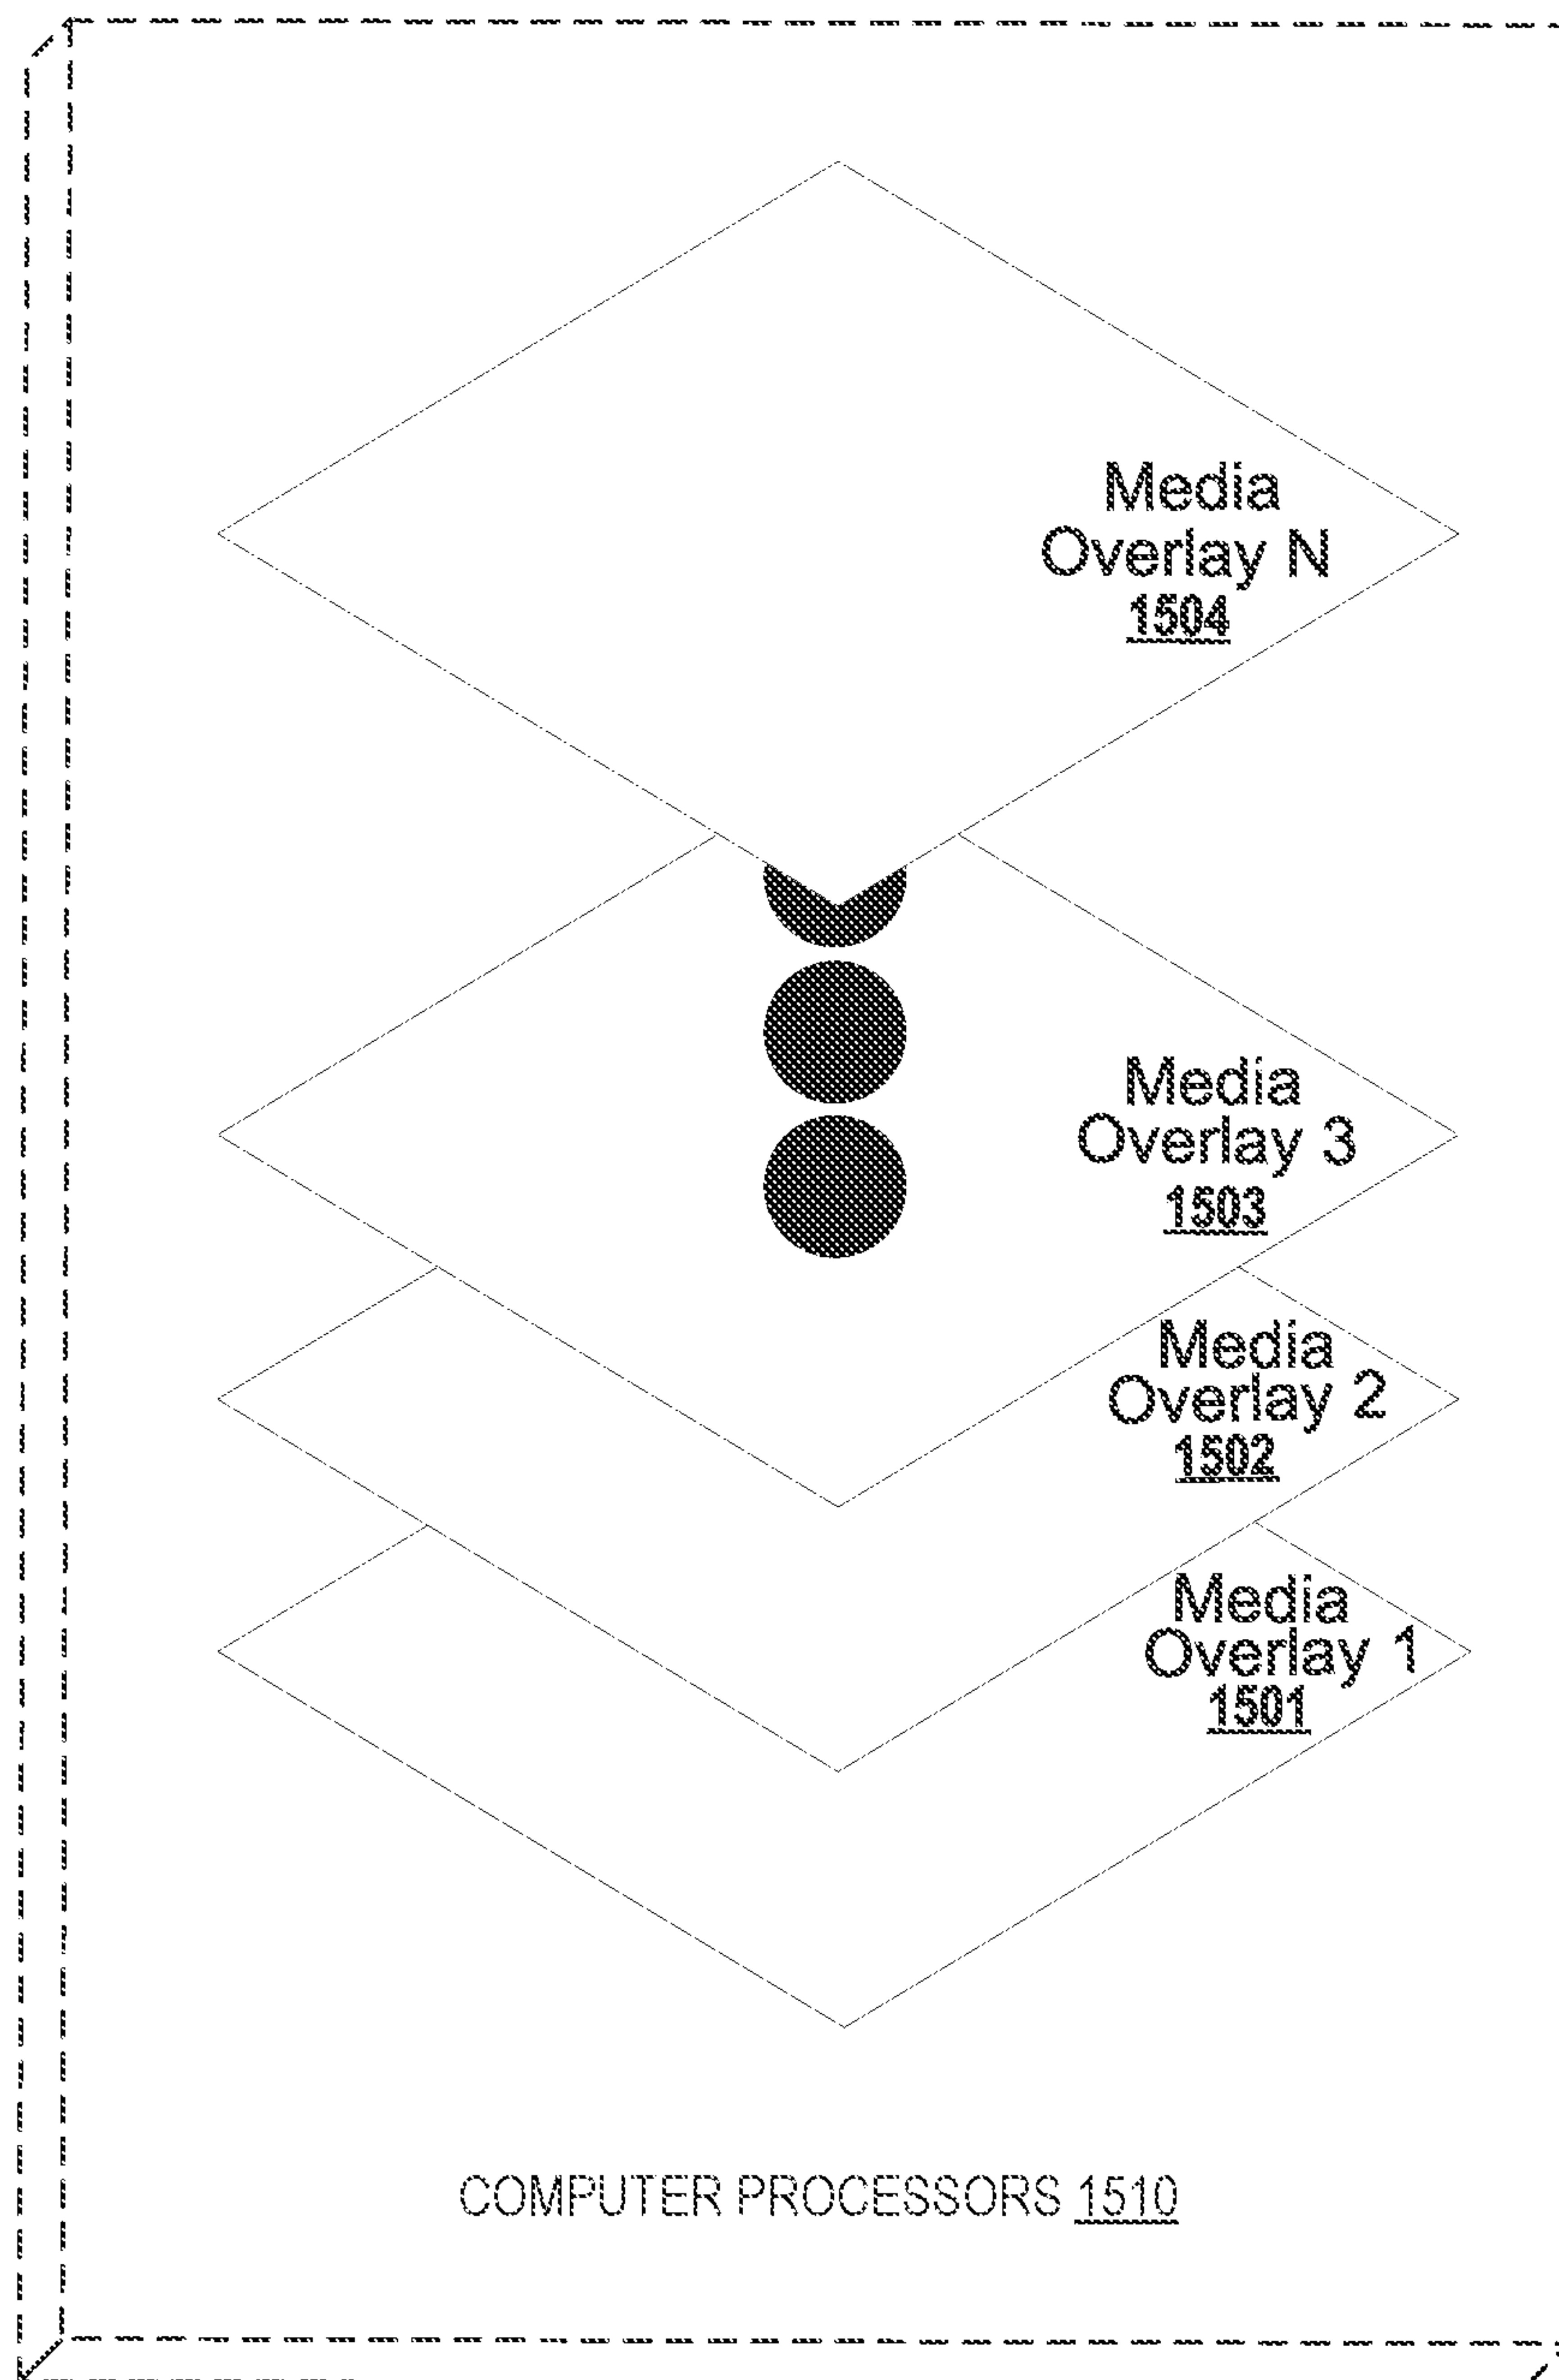 Media
Overlay N
1504
Media
Overlay 3
1503
Media
Overlay 2
1502
Media
Overlay 1
1501
COMPUTER PROCESSORS 1510